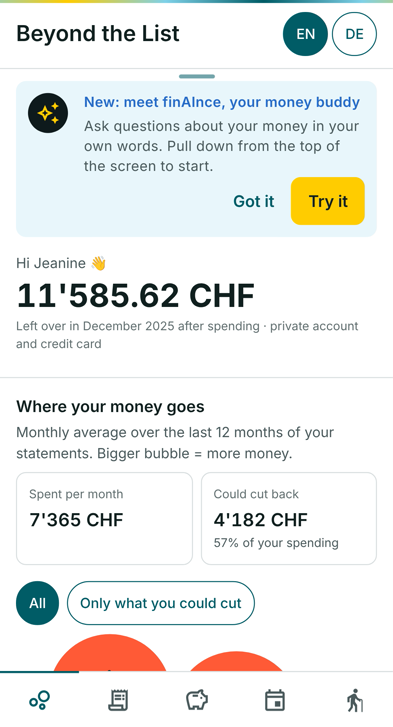 Beyond the List
EN
DE
New: meet finAInce, your money buddy
Ask questions about your money in your
own words. Pull down from the top of
the screen to start.
Got it
Try it
Hi Jeanine 👋
11'585.62 CHF
Left over in December 2025 after spending · private account
and credit card
Where your money goes
Monthly average over the last 12 months of your
statements. Bigger bubble = more money.
Spent per month
7'365 CHF
Could cut back
4'182 CHF
57% of your spending
All
Only what you could cut